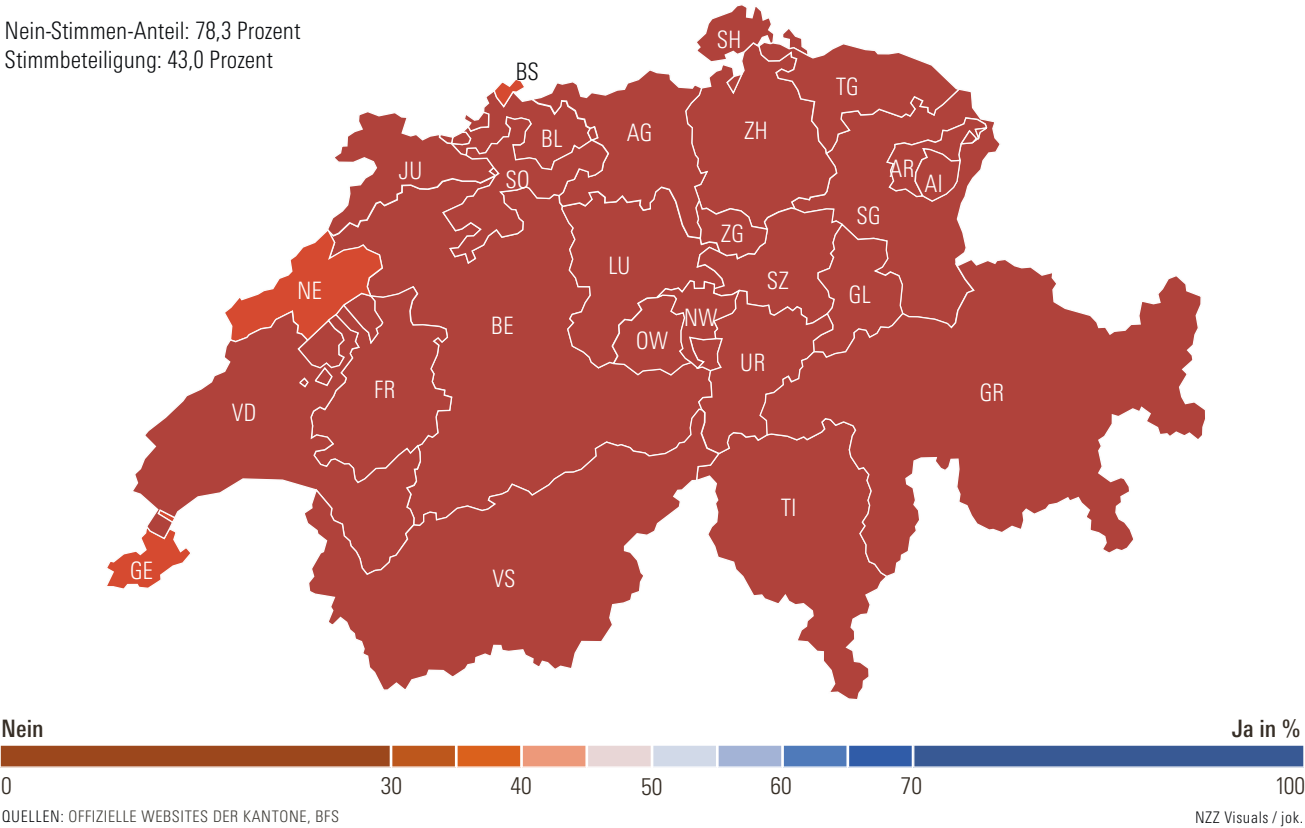 Nein-Stimmen-Anteil: 78,3 Prozent
Stimmbeteiligung: 43,0 Prozent
SH
BS
TG
BL
AG
ZH
JU
SO
AR
AI
SG
ZG
LU
NE
SZ
GL
NW
BE
OW
UR
FR
GR
VD
TI
GE
VS
Nein
Ja in %
0 30 40 50 60 70 100
QUELLEN: OFFIZIELLE WEBSITES DER KANTONE, BFS
NZZ Visuals / jok.